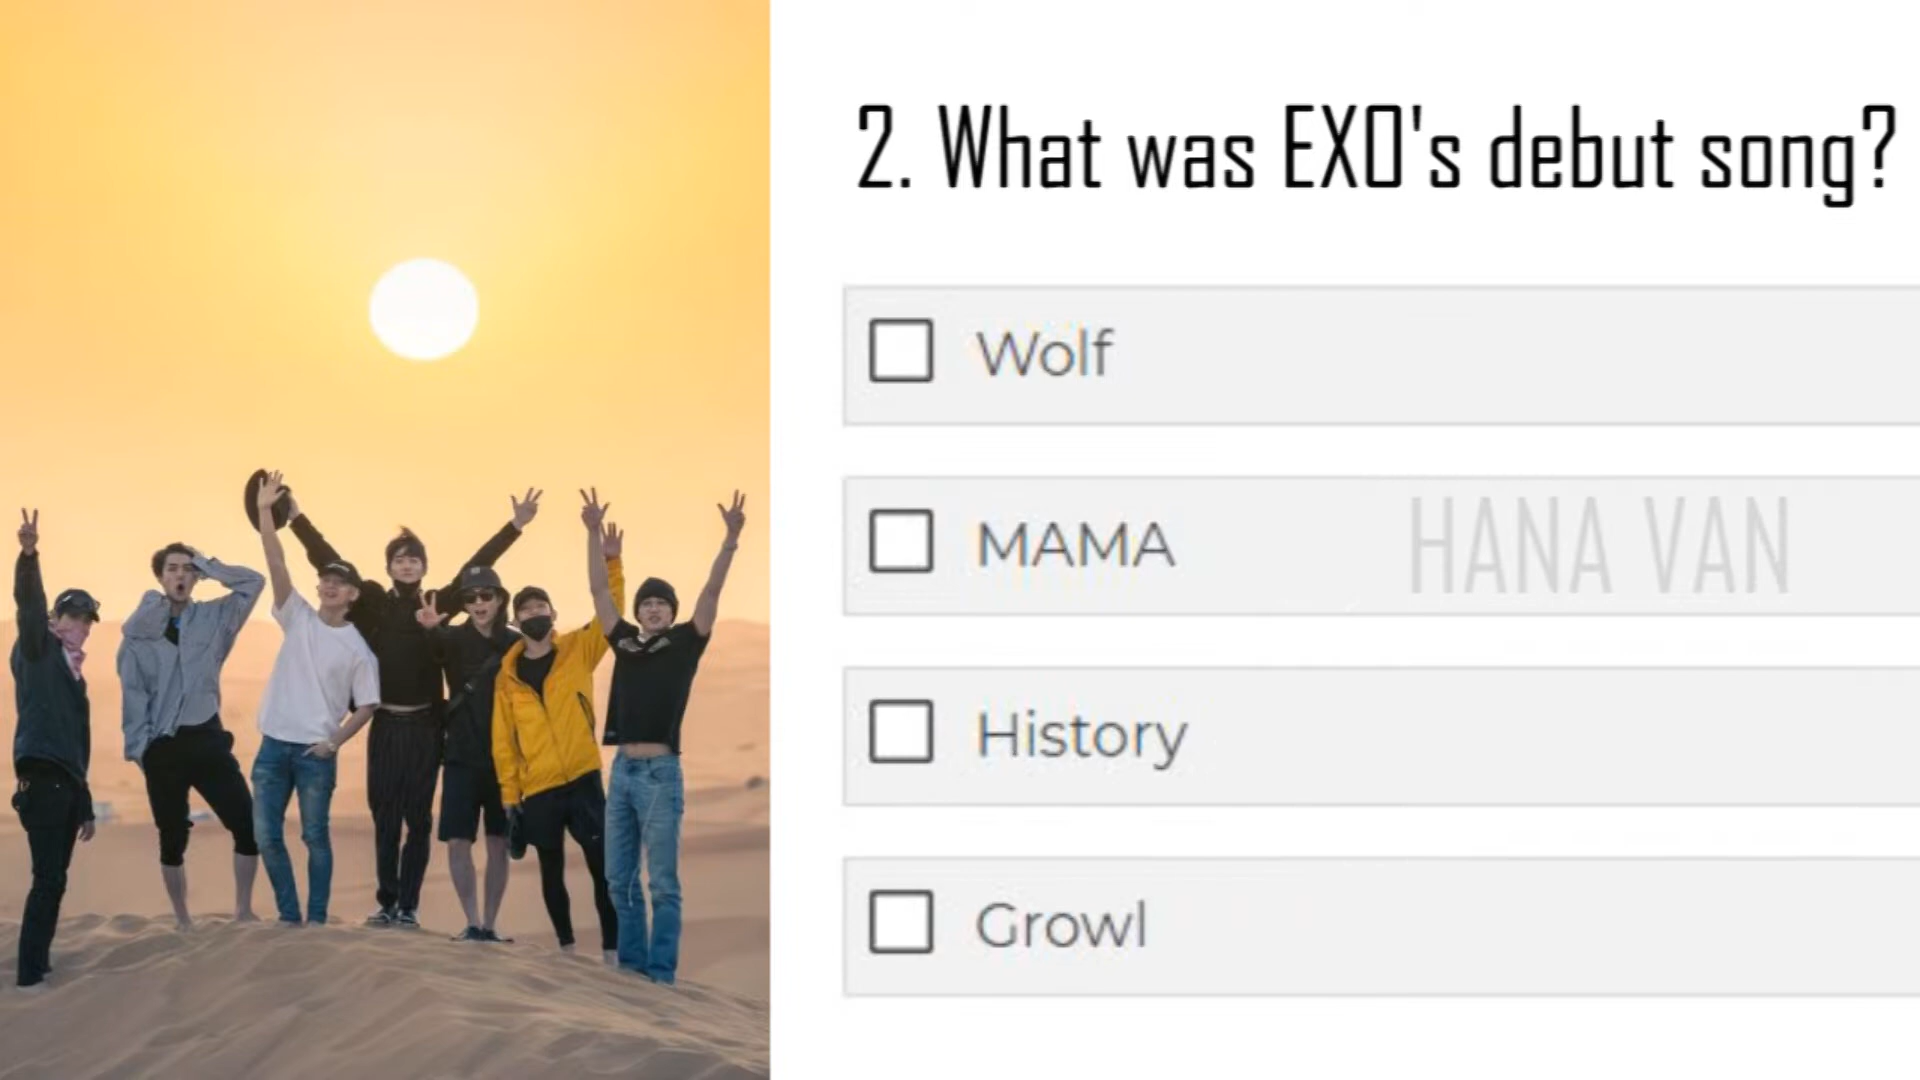 2. What was EXO's debut song?
Wolf
MAMA
HANA VAN
History
Growl